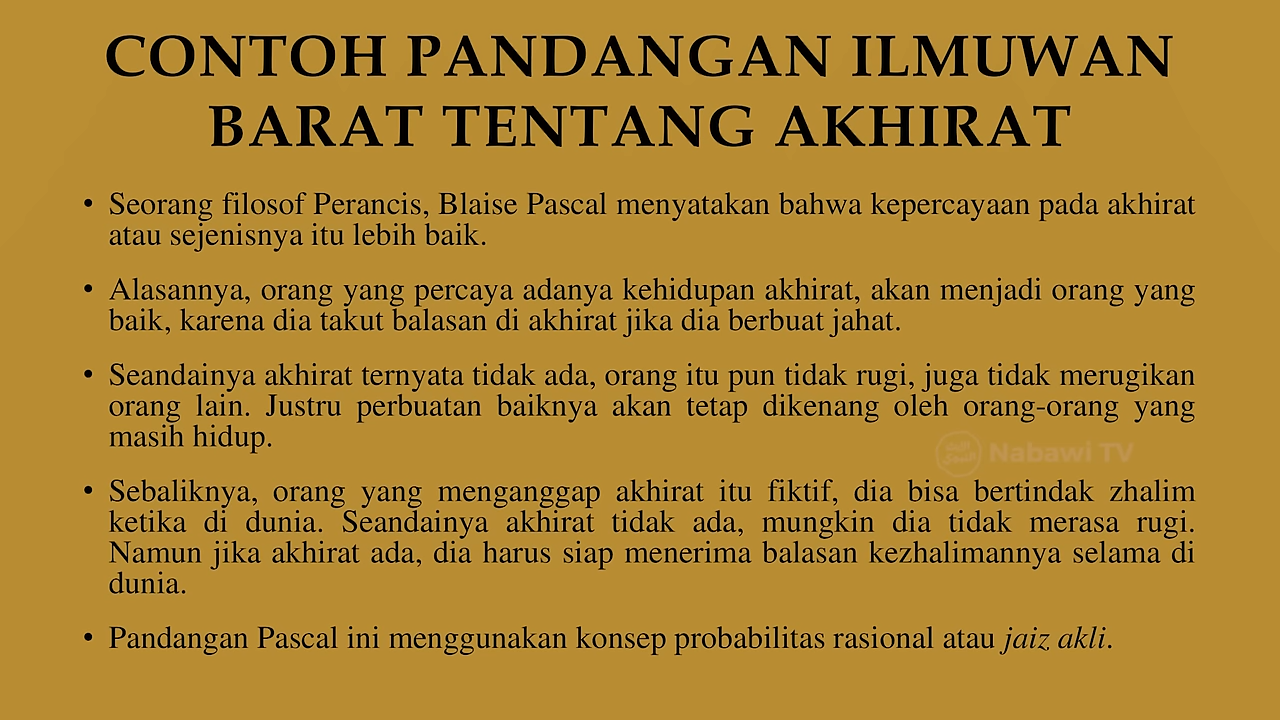 CONTOH PANDANGAN ILMUWAN
BARAT TENTANG AKHIRAT
• Seorang filosof Perancis, Blaise Pascal menyatakan bahwa kepercayaan pada akhirat
atau sejenisnya itu lebih baik.
• Alasannya, orang yang percaya adanya kehidupan akhirat, akan menjadi orang yang
baik, karena dia takut balasan di akhirat jika dia berbuat jahat.
• Seandainya akhirat ternyata tidak ada, orang itu pun tidak rugi, juga tidak merugikan
orang lain. Justru perbuatan baiknya akan tetap dikenang oleh orang-orang yang
masih hidup.
Nabawi TV
• Sebaliknya, orang yang menganggap akhirat itu fiktif, dia bisa bertindak zhalim
ketika di dunia. Seandainya akhirat tidak ada, mungkin dia tidak merasa rugi.
Namun jika akhirat ada, dia harus siap menerima balasan kezhalimannya selama di
dunia.
• Pandangan Pascal ini menggunakan konsep probabilitas rasional atau jaiz akli.